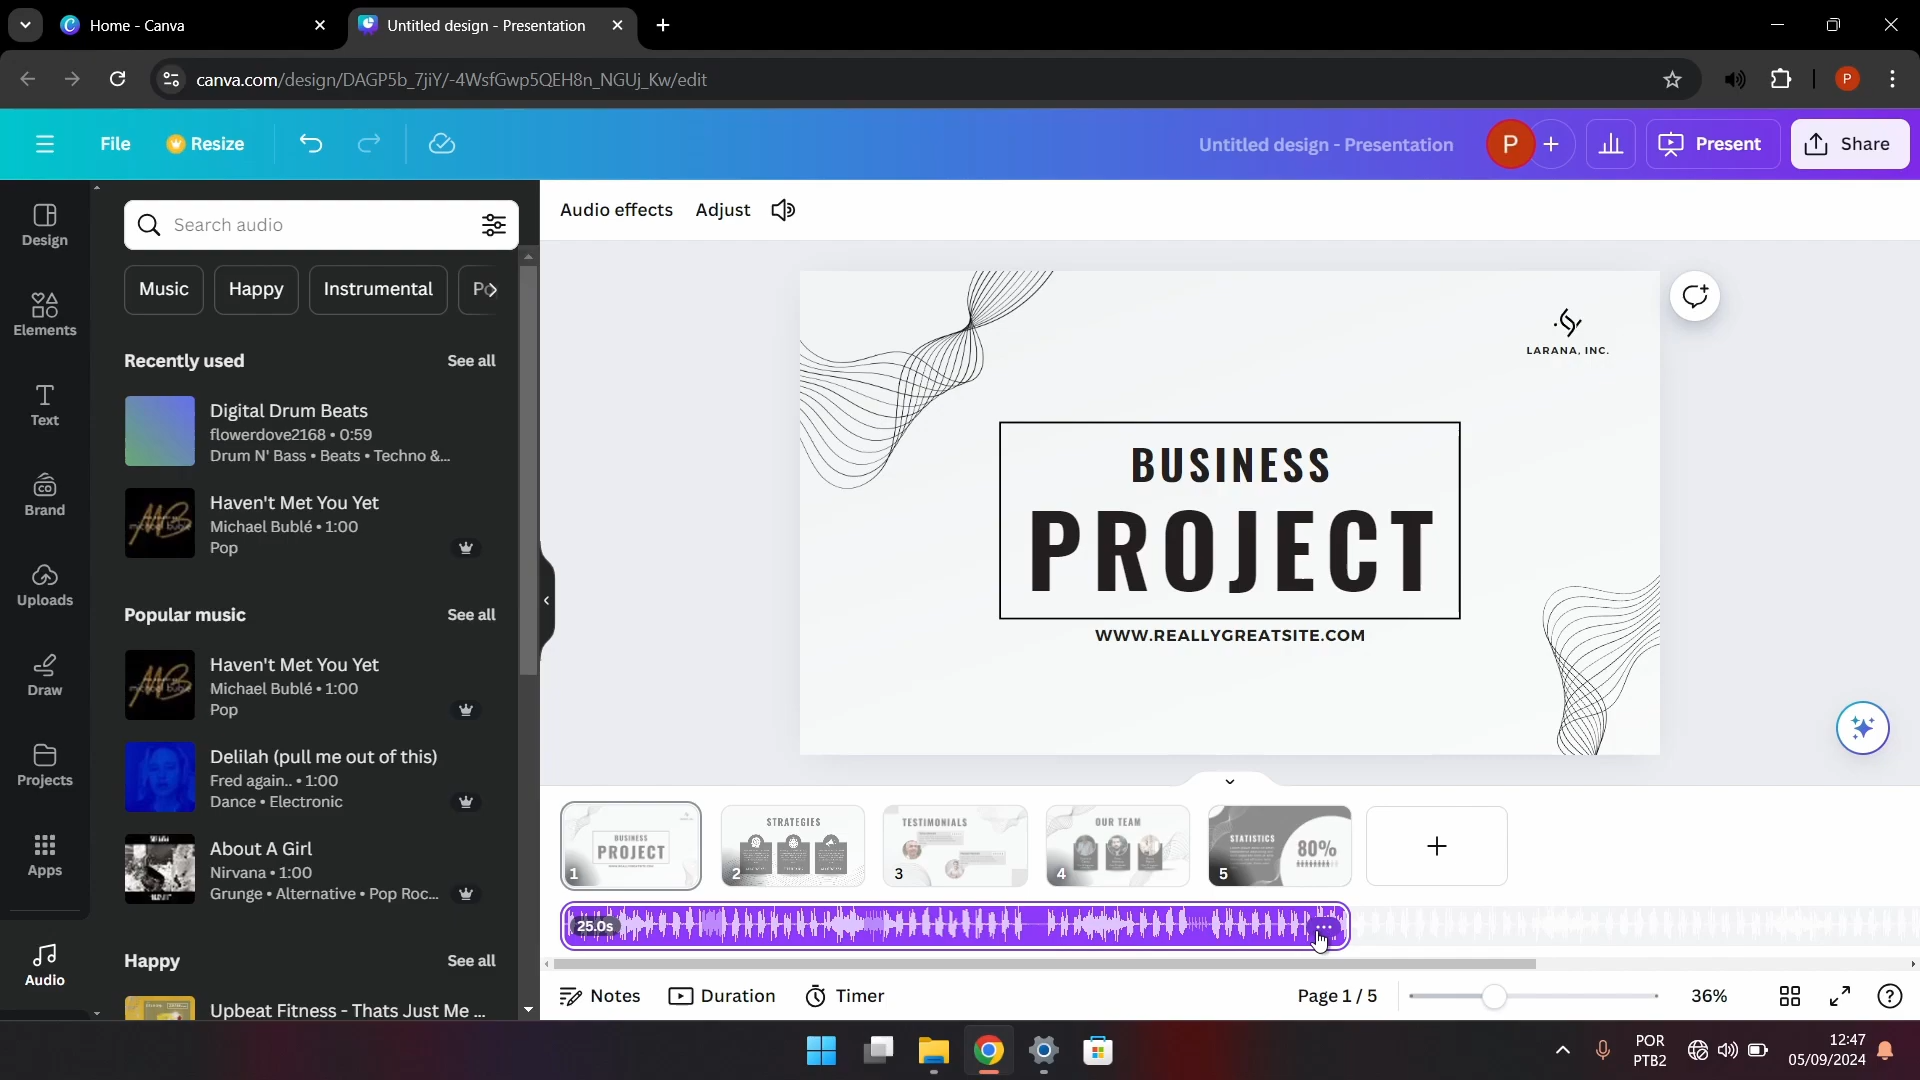 Home - Canva
Untitled design - Presentation
canva.com/design/DAGP5b_7jiY/-4WsfGwp5QEH8n_NGUj_Kw/edit
P
File
Resize
Untitled design - Presentation
P
Present
Share
Design
Elements
Text
Brand
Uploads
Draw
Projects
Apps
Audio
Search audio
Music
Happy
Instrumental
Recently used
See all
Digital Drum Beats
flowerdove2168 • 0:59
Drum N' Bass • Beats • Techno &...
Haven't Met You Yet
Michael Bublé • 1:00
Pop
Popular music
See all
Haven't Met You Yet
Michael Bublé • 1:00
Pop
Delilah (pull me out of this)
Fred again.. • 1:00
Dance • Electronic
About A Girl
Nirvana • 1:00
Grunge • Alternative • Pop Roc...
Happy
See all
Upbeat Fitness - Thats Just Me ...
Audio effects
Adjust
LARANA, INC.
BUSINESS
PROJECT
WWW.REALLYGREATSITE.COM
BUSINESS
PROJECT
1
STRATEGIES
2
TESTIMONIALS
3
OUR TEAM
4
STATISTICS
80%
5
25.0s
Notes
Duration
Timer
Page 1 / 5
36%
POR
PTB2
12:47
05/09/2024